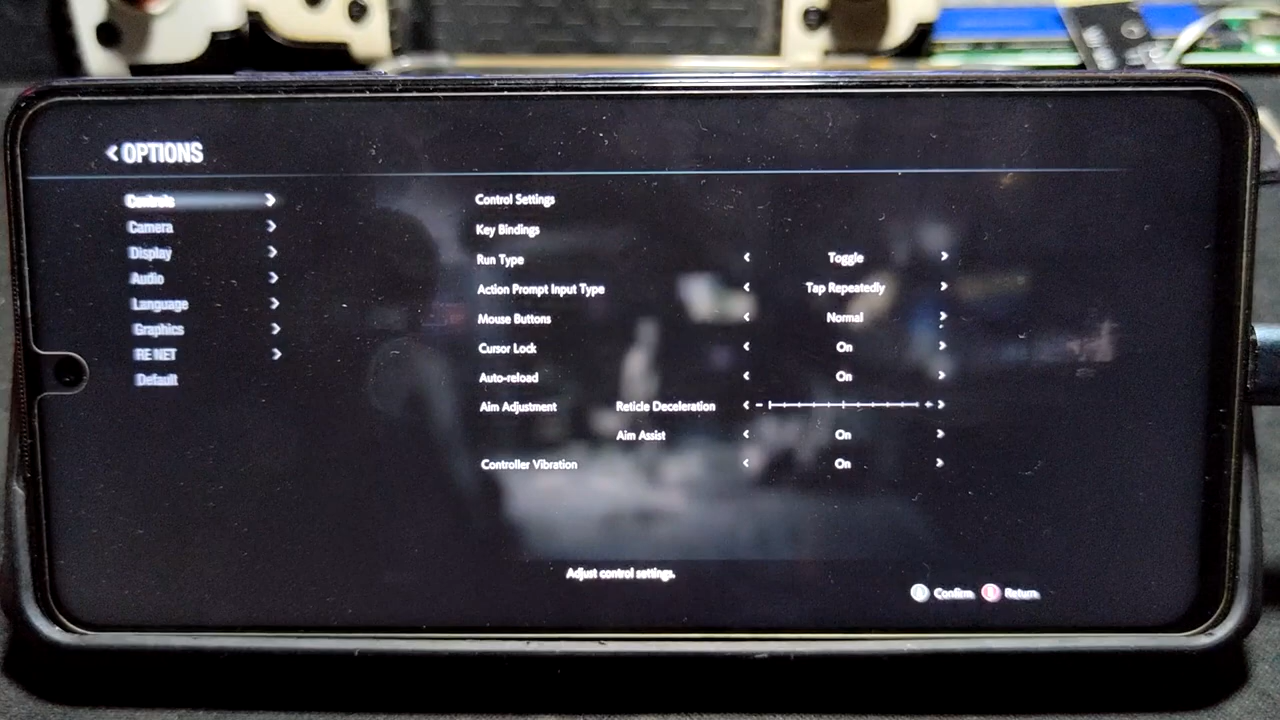 OPTIONS
Controls
Camera
Display
Audio
Language
Graphics
RE NET
Default
Control Settings
Key Bindings
Run Type Toggle
Action Prompt Input Type Tap Repeatedly
Mouse Buttons Normal
Cursor Lock On
Auto-reload On
Aim Adjustment Reticle Deceleration
Aim Assist On
Controller Vibration On
Adjust control settings.
Confirm Return